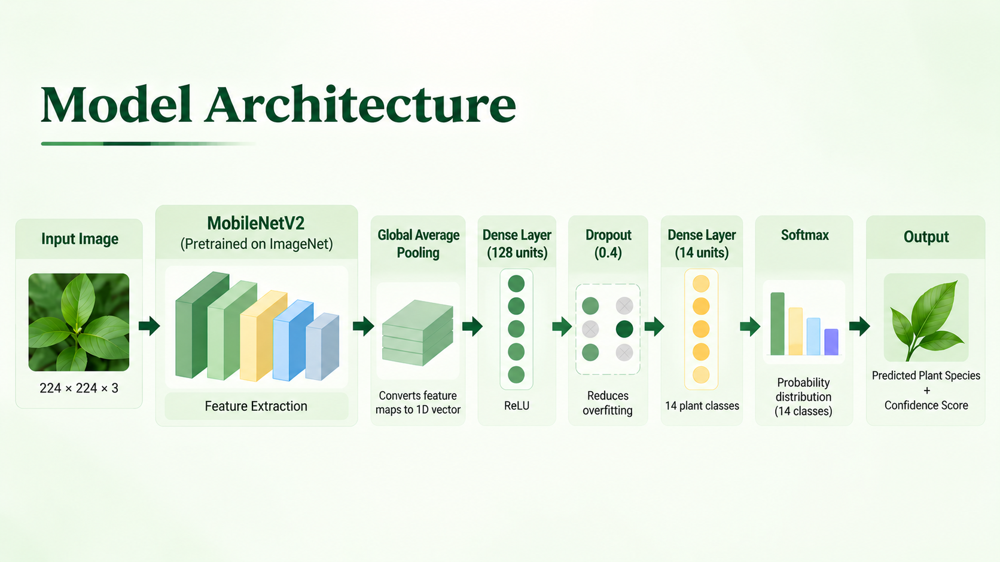 Model Architecture
Input Image
224 × 224 × 3
MobileNetV2
(Pretrained on ImageNet)
Feature Extraction
Global Average
Pooling
Converts feature
maps to 1D vector
Dense Layer
(128 units)
ReLU
Dropout
(0.4)
Reduces
overfitting
Dense Layer
(14 units)
14 plant classes
Softmax
Probability
distribution
(14 classes)
Output
Predicted Plant Species
+
Confidence Score